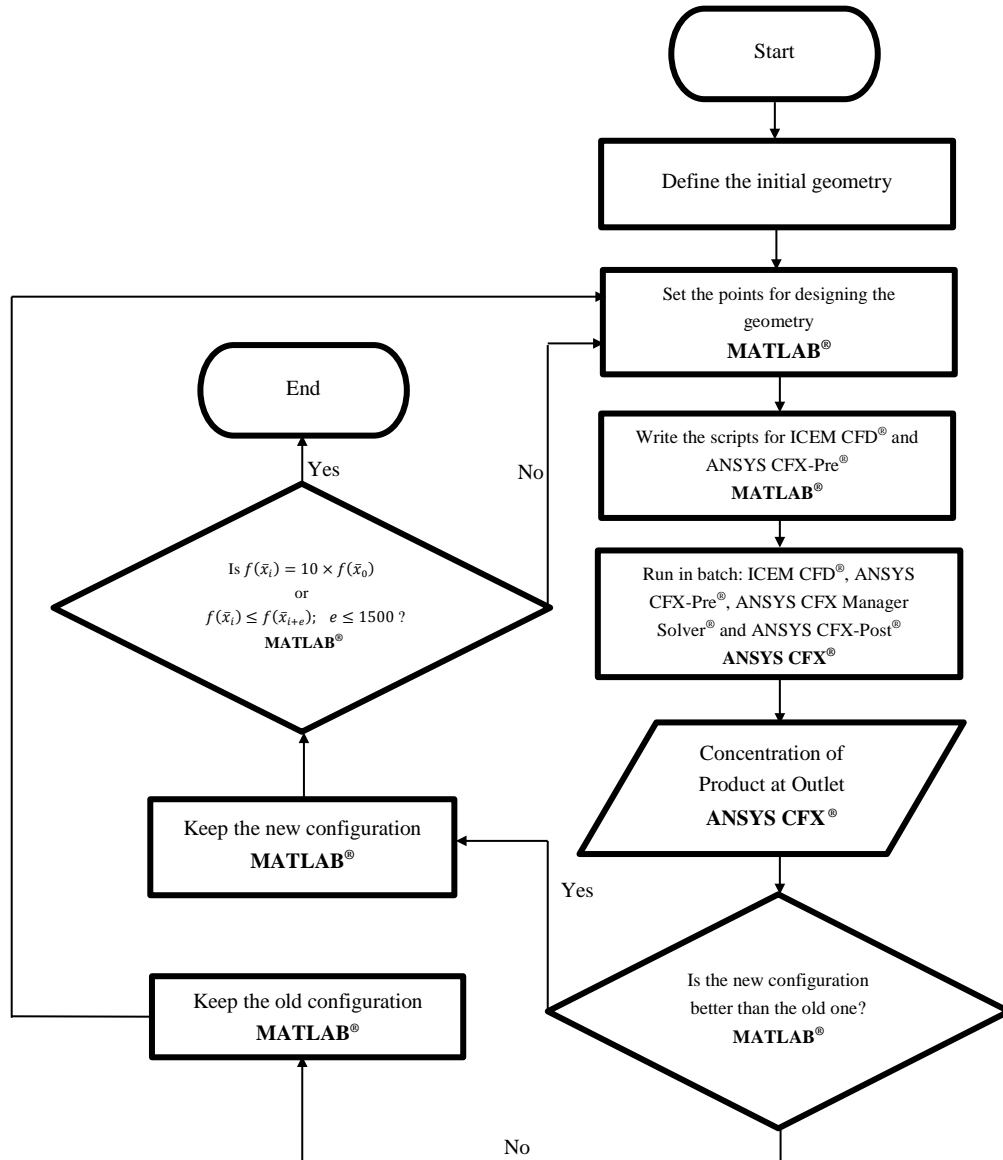 Start
Define the initial geometry
Set the points for designing the
geometry
MATLAB®
Write the scripts for ICEM CFD® and
ANSYS CFX-Pre®
MATLAB®
Run in batch: ICEM CFD®, ANSYS
CFX-Pre®, ANSYS CFX Manager
Solver® and ANSYS CFX-Post®
ANSYS CFX®
Concentration of
Product at Outlet
ANSYS CFX®
Is the new configuration
better than the old one?
MATLAB®
Yes
No
Keep the new configuration
MATLAB®
Keep the old configuration
MATLAB®
Is f(x̄ᵢ) = 10 × f(x̄₀)
or
f(x̄ᵢ) ≤ f(x̄ᵢ₊ₑ); e ≤ 1500 ?
MATLAB®
Yes
No
End